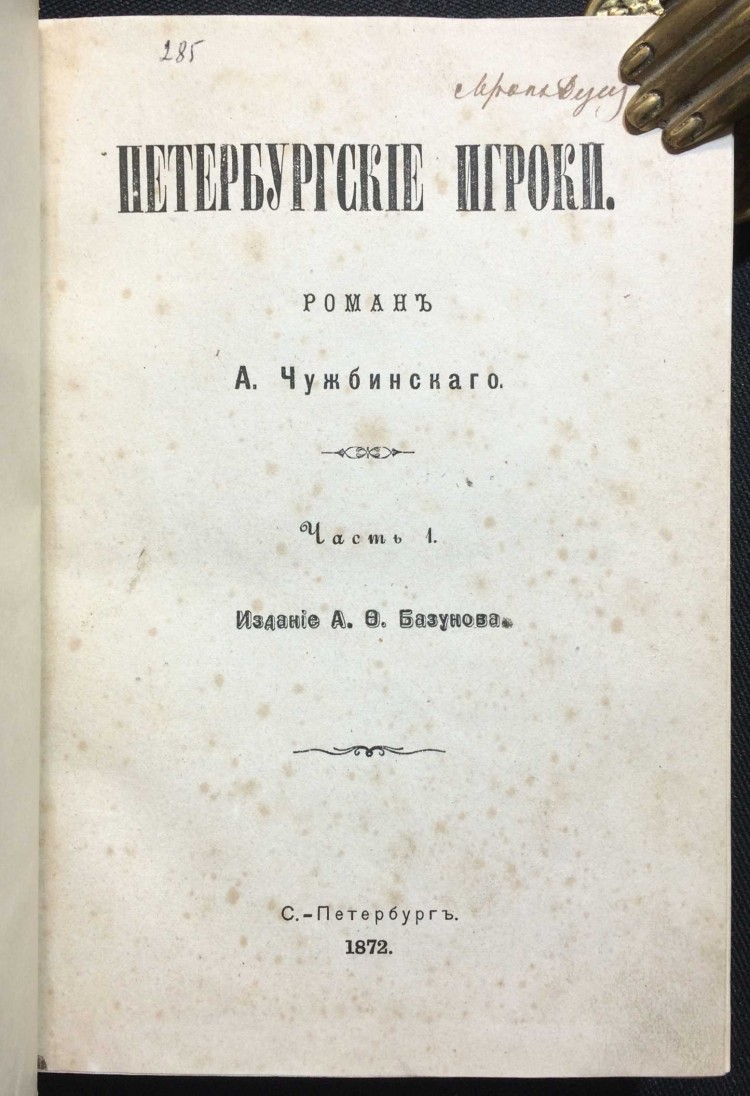 285
ПЕТЕРБУРГСКІЕ ИГРОКИ.
РОМАНЪ
А. Чужбинскаго.
Часть 1.
Изданіе А. Ѳ. Базунова.
С.-Петербургъ.
1872.